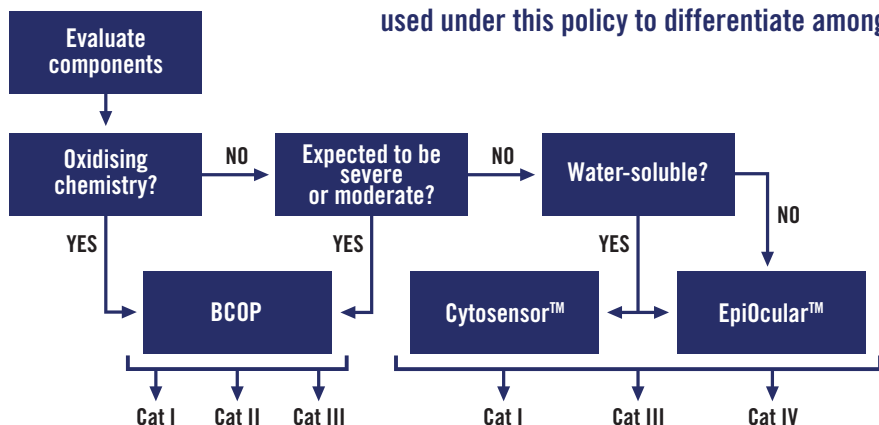 used under this policy to differentiate among
Evaluate
components
Oxidising
chemistry?
NO
Expected to be
severe
or moderate?
NO
Water-soluble?
NO
YES
YES
YES
BCOP
Cytosensor™
EpiOcular™
Cat I
Cat II
Cat III
Cat I
Cat III
Cat IV